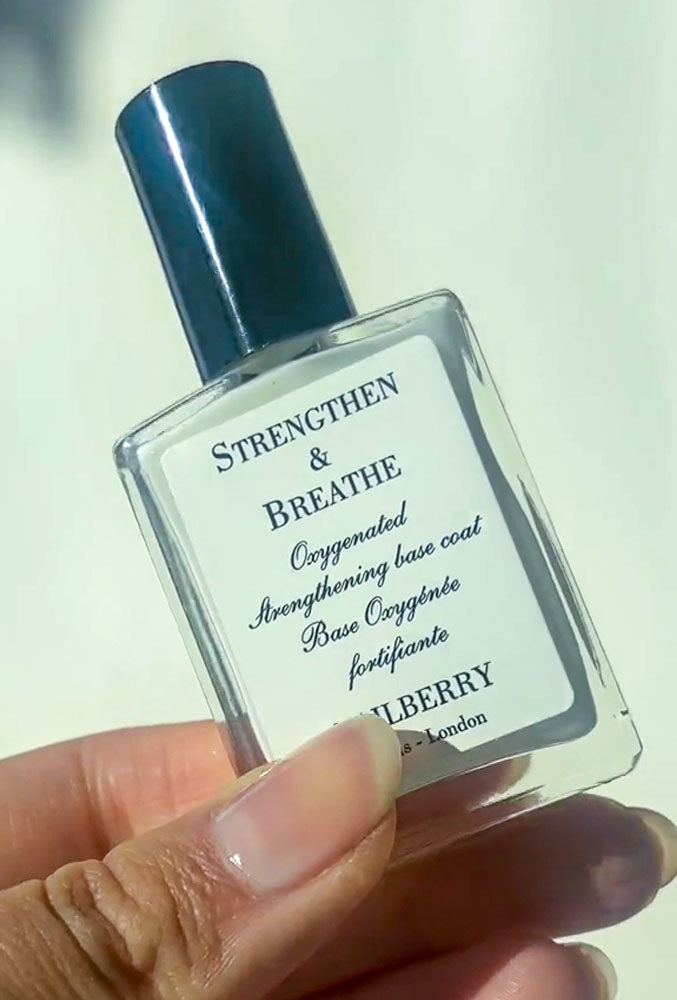 STRENGTHEN
&
BREATHE
Oxygenated
Strengthening base coat
Base Oxygénée
fortifiante
London